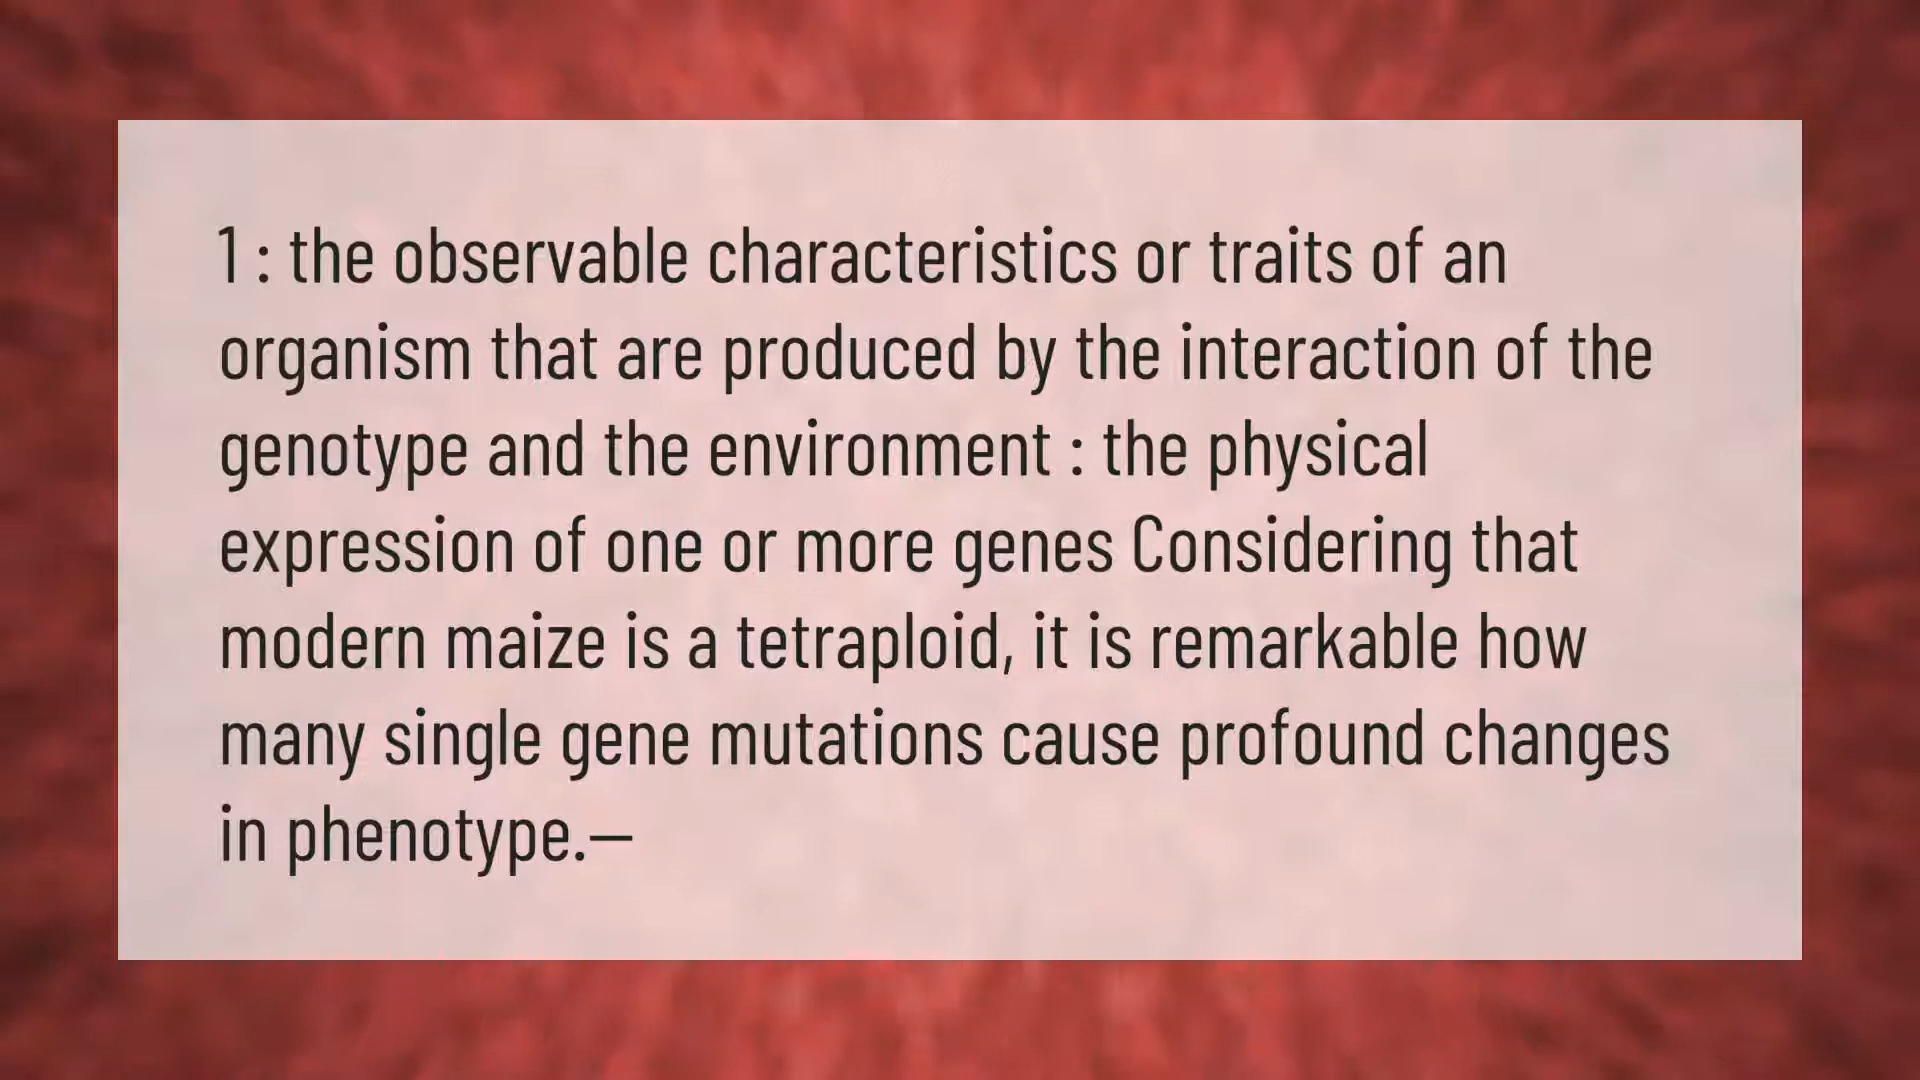 1 : the observable characteristics or traits of an
organism that are produced by the interaction of the
genotype and the environment : the physical
expression of one or more genes Considering that
modern maize is a tetraploid, it is remarkable how
many single gene mutations cause profound changes
in phenotype.—